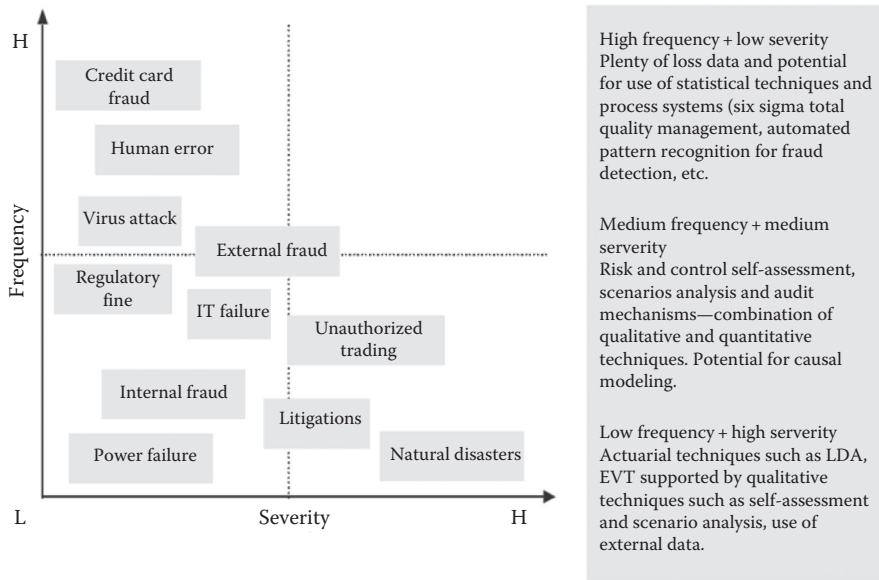 H
Credit card
fraud
Human error
Virus attack
External fraud
Regulatory
fine
IT failure
Unauthorized
trading
Internal fraud
Litigations
Power failure
Natural disasters
Frequency
L
Severity
H
High frequency + low severity
Plenty of loss data and potential
for use of statistical techniques and
process systems (six sigma total
quality management, automated
pattern recognition for fraud
detection, etc.
Medium frequency + medium
serverity
Risk and control self-assessment,
scenarios analysis and audit
mechanisms—combination of
qualitative and quantitative
techniques. Potential for causal
modeling.
Low frequency + high serverity
Actuarial techniques such as LDA,
EVT supported by qualitative
techniques such as self-assessment
and scenario analysis, use of
external data.